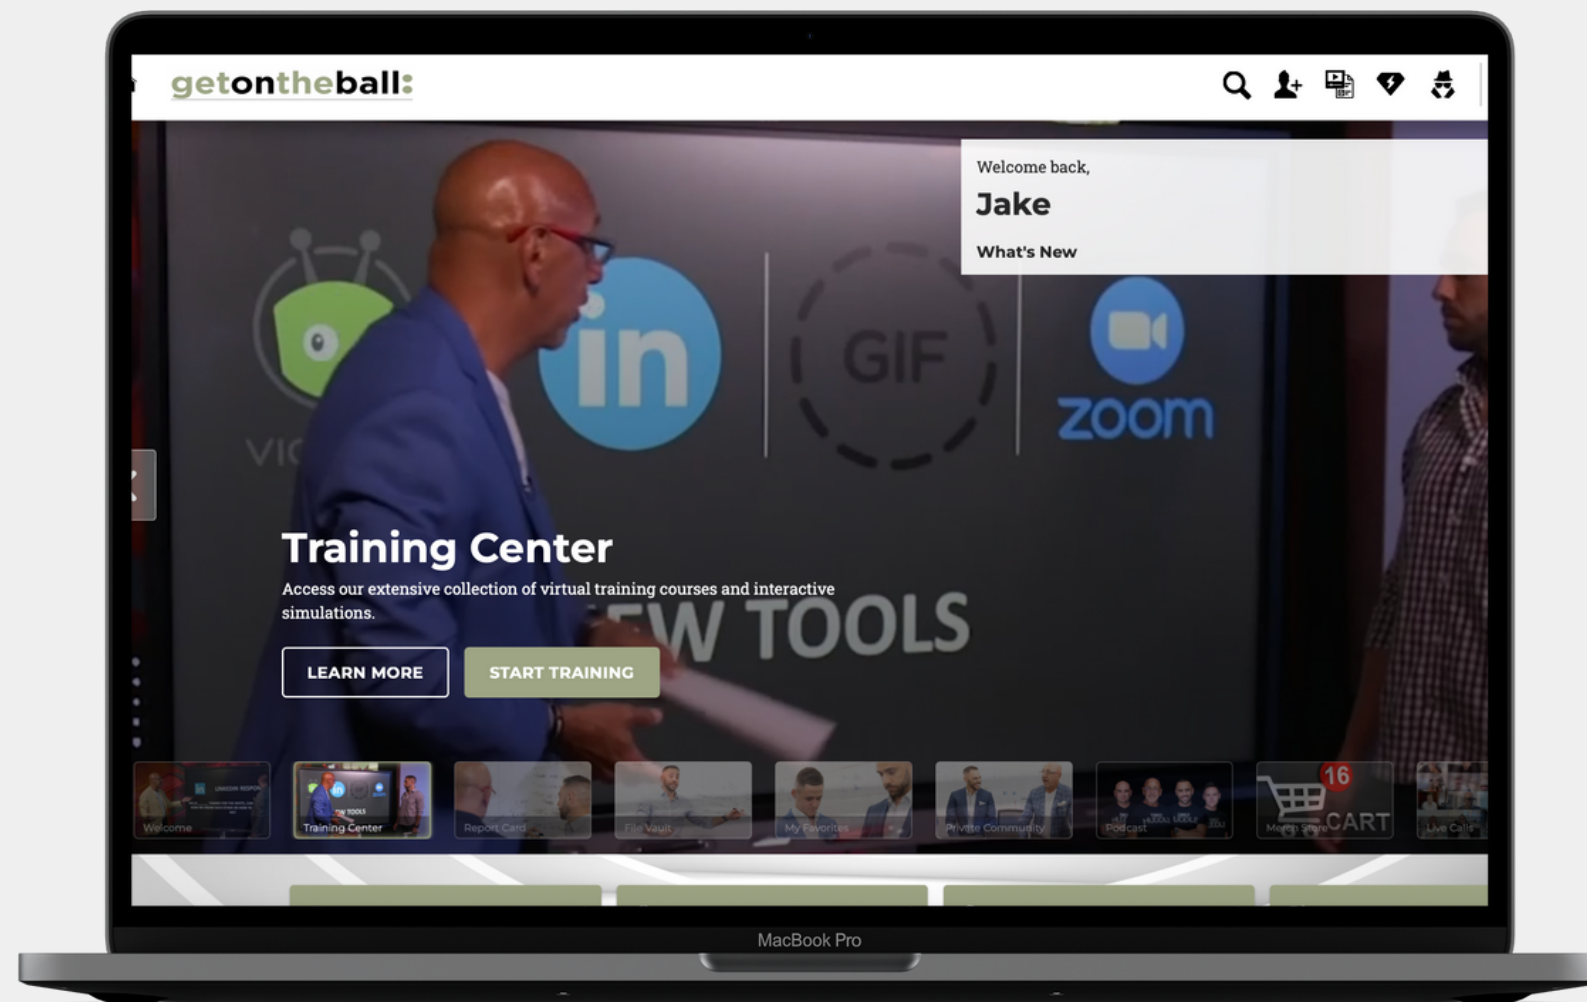 getontheball:
Welcome back,
Jake
What's New
in
GIF
zoom
Training Center
Access our extensive collection of virtual training courses and interactive
simulations.
TOOLS
LEARN MORE
START TRAINING
Welcome
Training Center
Report Card
File Vault
My Favorites
Private Community
Podcast
16
Merch Store
CART
Live Calls
MacBook Pro